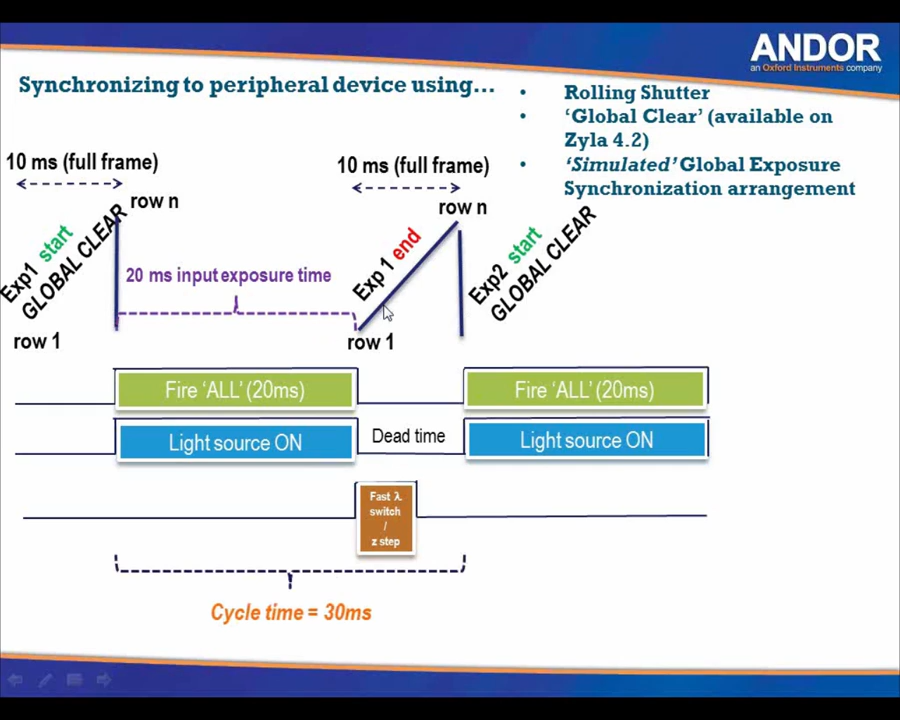 ANDOR
an Oxford Instruments company
Synchronizing to peripheral device using...
• Rolling Shutter
• ‘Global Clear’ (available on
Zyla 4.2)
• ‘Simulated’ Global Exposure
Synchronization arrangement
10 ms (full frame)
row n
Exp1 start
GLOBAL CLEAR
row 1
20 ms input exposure time
10 ms (full frame)
row n
Exp 1 end
row 1
Exp2 start
GLOBAL CLEAR
Fire ‘ALL’ (20ms)
Fire ‘ALL’ (20ms)
Light source ON
Dead time
Light source ON
Fast λ
switch
/
z step
Cycle time = 30ms